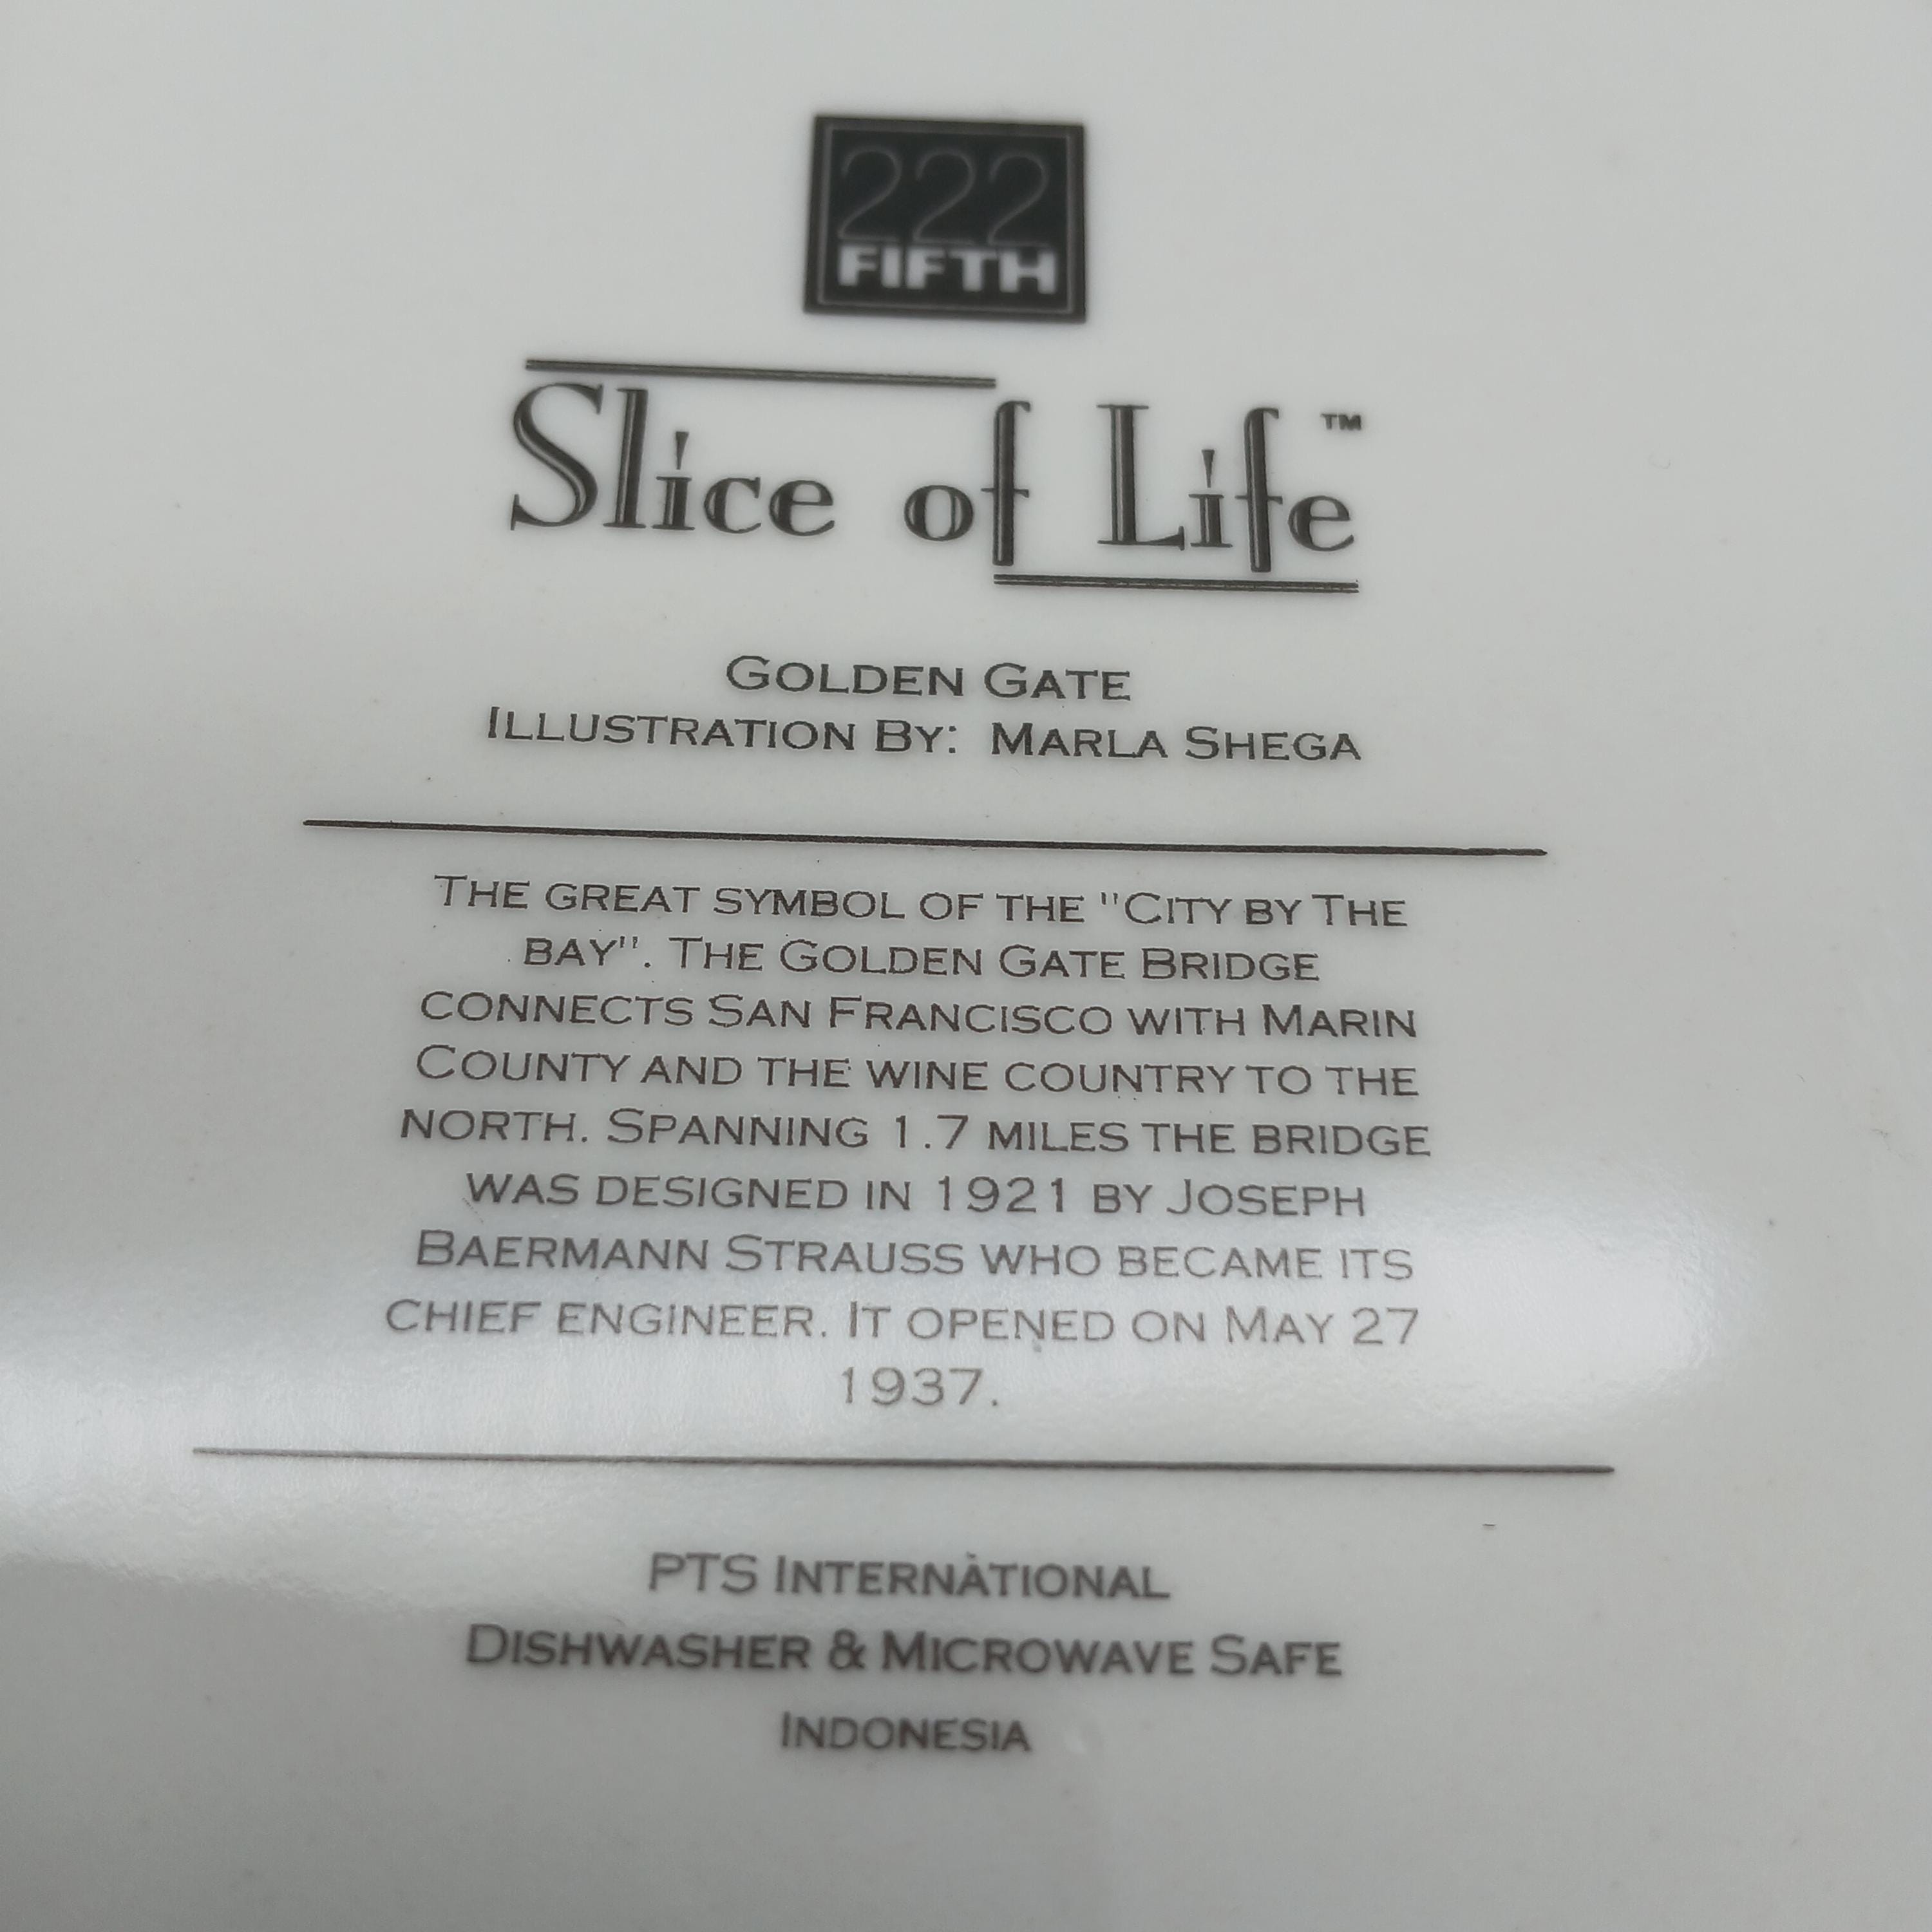 222
FIFTH
Slice of Life™
GOLDEN GATE
ILLUSTRATION BY: MARLA SHEGA
THE GREAT SYMBOL OF THE "CITY BY THE
BAY". THE GOLDEN GATE BRIDGE
CONNECTS SAN FRANCISCO WITH MARIN
COUNTY AND THE WINE COUNTRY TO THE
NORTH. SPANNING 1.7 MILES THE BRIDGE
WAS DESIGNED IN 1921 BY JOSEPH
BAERMANN STRAUSS WHO BECAME ITS
CHIEF ENGINEER. IT OPENED ON MAY 27
1937.
PTS INTERNATIONAL
DISHWASHER & MICROWAVE SAFE
INDONESIA